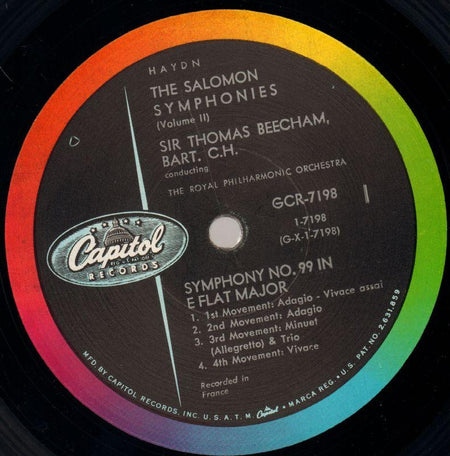 HAYDN
THE SALOMON
SYMPHONIES
(Volume II)
SIR THOMAS BEECHAM,
BART. C.H.
conducting
THE ROYAL PHILHARMONIC ORCHESTRA
GCR-7198
1
1-7198
(G-X-1-7198)
Capitol
RECORDS
SYMPHONY NO. 99 IN
E FLAT MAJOR
1. 1st Movement: Adagio - Vivace assai
2. 2nd Movement: Adagio
3. 3rd Movement: Minuet
(Allegretto) & Trio
4. 4th Movement: Vivace
Recorded in
France
MFD. BY CAPITOL RECORDS, INC. U.S.A. T.M. Capitol • MARCA REG. • U.S. PAT. NO. 2,631,859